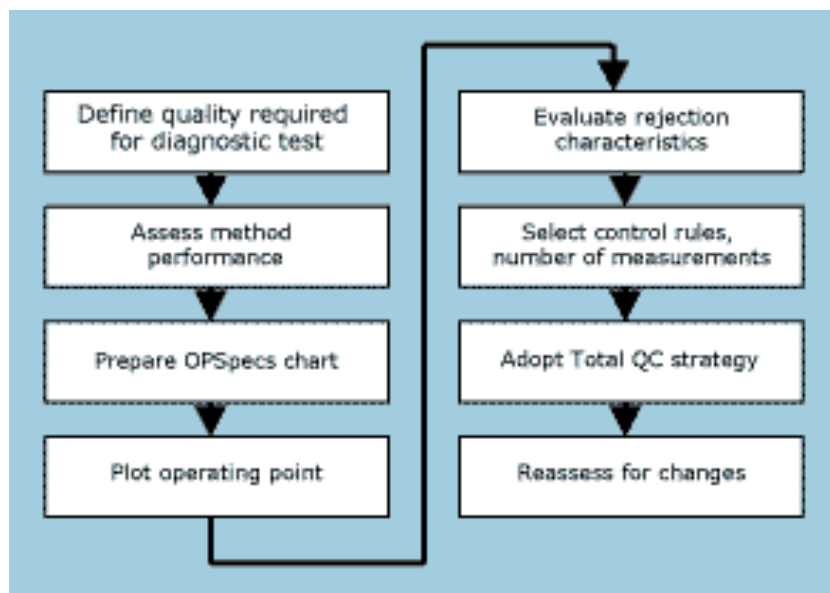 Define quality required
for diagnostic test
Assess method
performance
Prepare OPSpecs chart
Plot operating point
Evaluate rejection
characteristics
Select control rules,
number of measurements
Adopt Total QC strategy
Reassess for changes